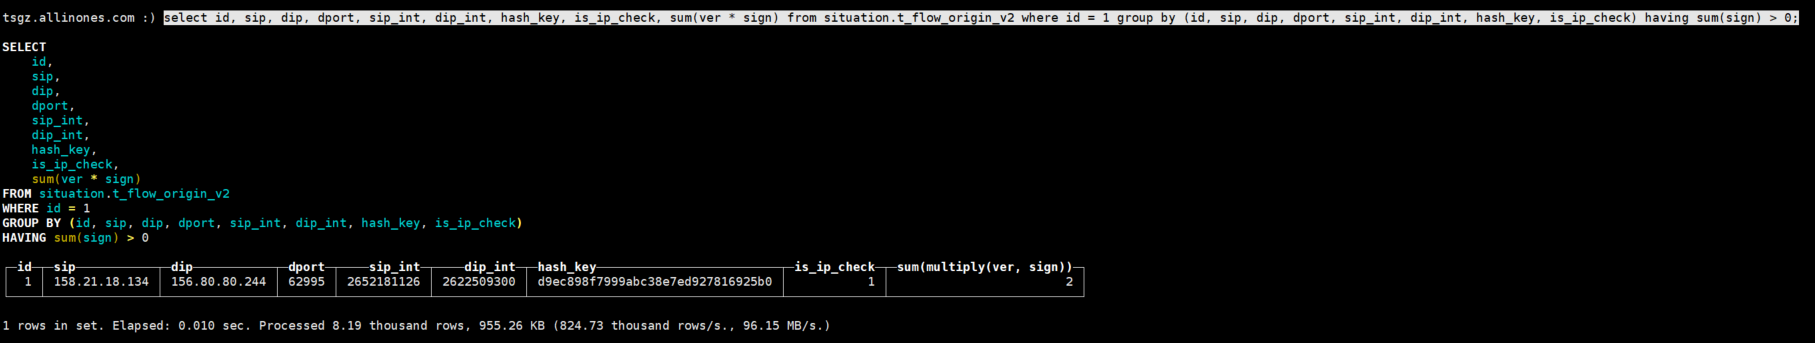 tsgz.allinones.com :) select id, sip, dip, dport, sip_int, dip_int, hash_key, is_ip_check, sum(ver * sign) from situation.t_flow_origin_v2 where id = 1 group by (id, sip, dip, dport, sip_int, dip_int, hash_key, is_ip_check) having sum(sign) > 0;
SELECT
    id,
    sip,
    dip,
    dport,
    sip_int,
    dip_int,
    hash_key,
    is_ip_check,
    sum(ver * sign)
FROM situation.t_flow_origin_v2
WHERE id = 1
GROUP BY (id, sip, dip, dport, sip_int, dip_int, hash_key, is_ip_check)
HAVING sum(sign) > 0
id sip dip dport sip_int dip_int hash_key is_ip_check sum(multiply(ver, sign))
1 158.21.18.134 156.80.80.244 62995 2652181126 2622509300 d9ec898f7999abc38e7ed927816925b0 1 2
1 rows in set. Elapsed: 0.010 sec. Processed 8.19 thousand rows, 955.26 KB (824.73 thousand rows/s., 96.15 MB/s.)